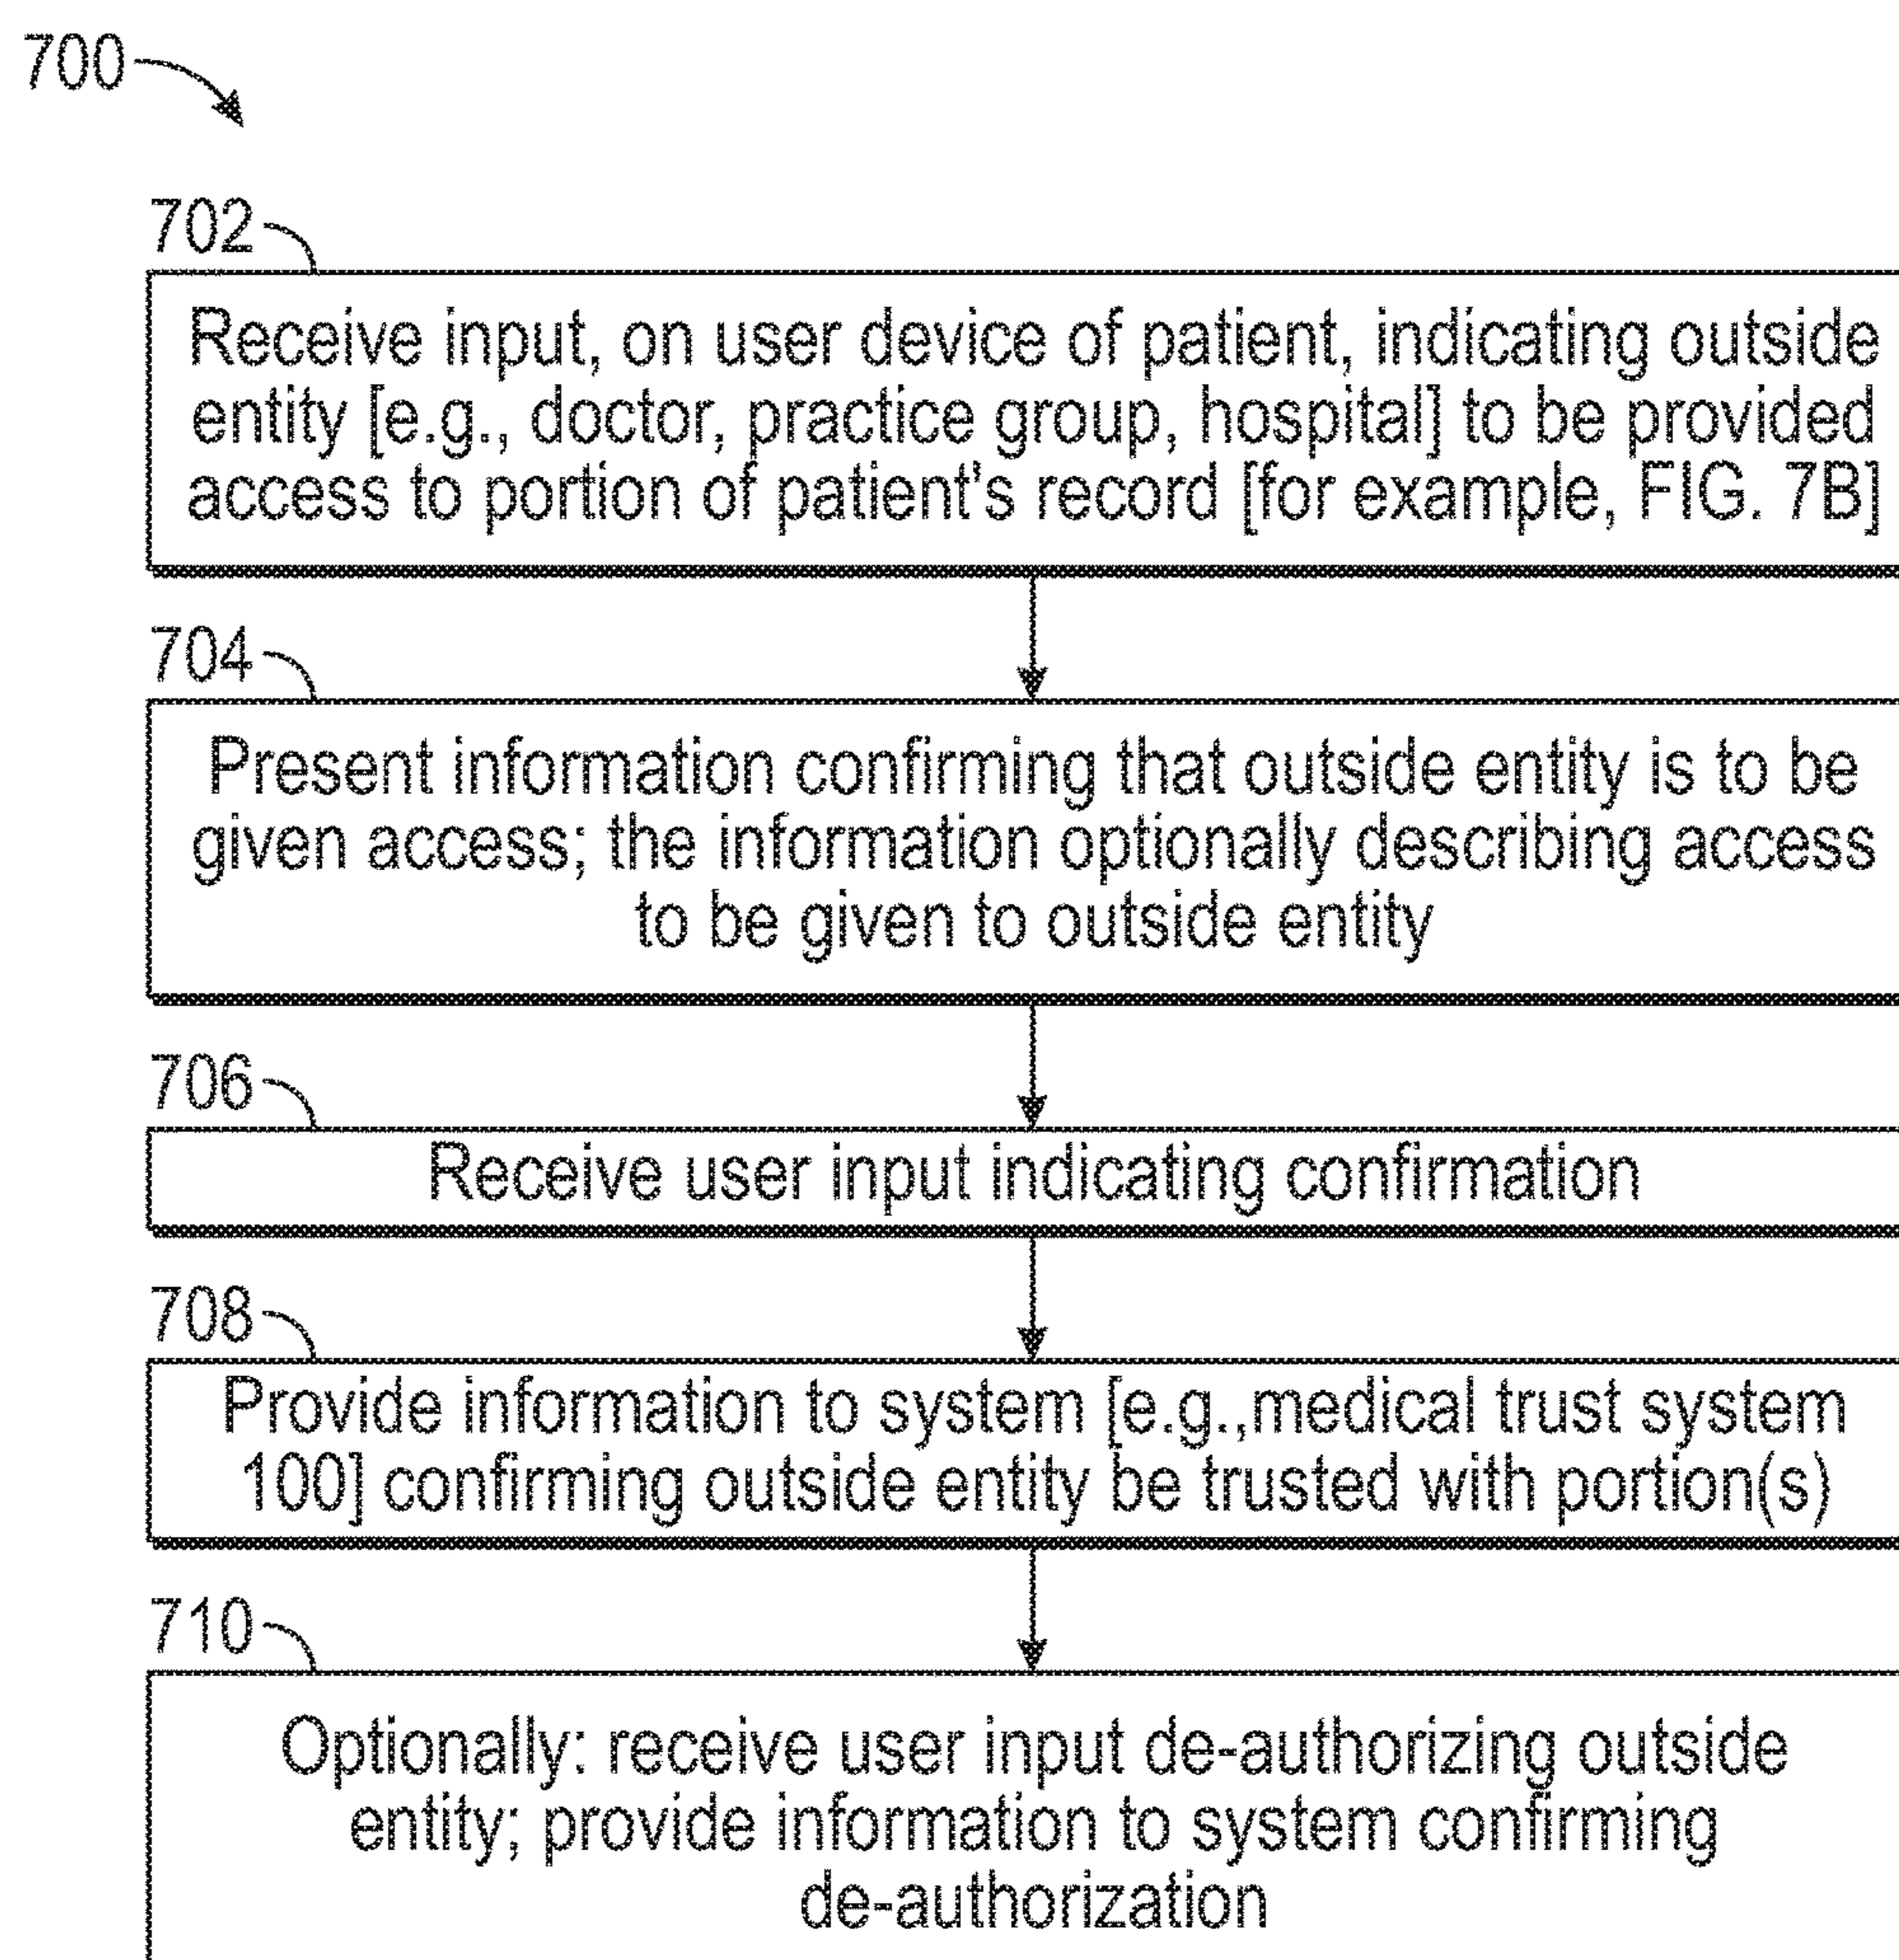 700
702
Receive input, on user device of patient, indicating outside
entity [e.g., doctor, practice group, hospital] to be provided
access to portion of patient's record [for example, FIG. 7B]
704
Present information confirming that outside entity is to be
given access; the information optionally describing access
to be given to outside entity
706
Receive user input indicating confirmation
708
Provide information to system [e.g.,medical trust system
100] confirming outside entity be trusted with portion(s)
710
Optionally: receive user input de-authorizing outside
entity; provide information to system confirming
de-authorization